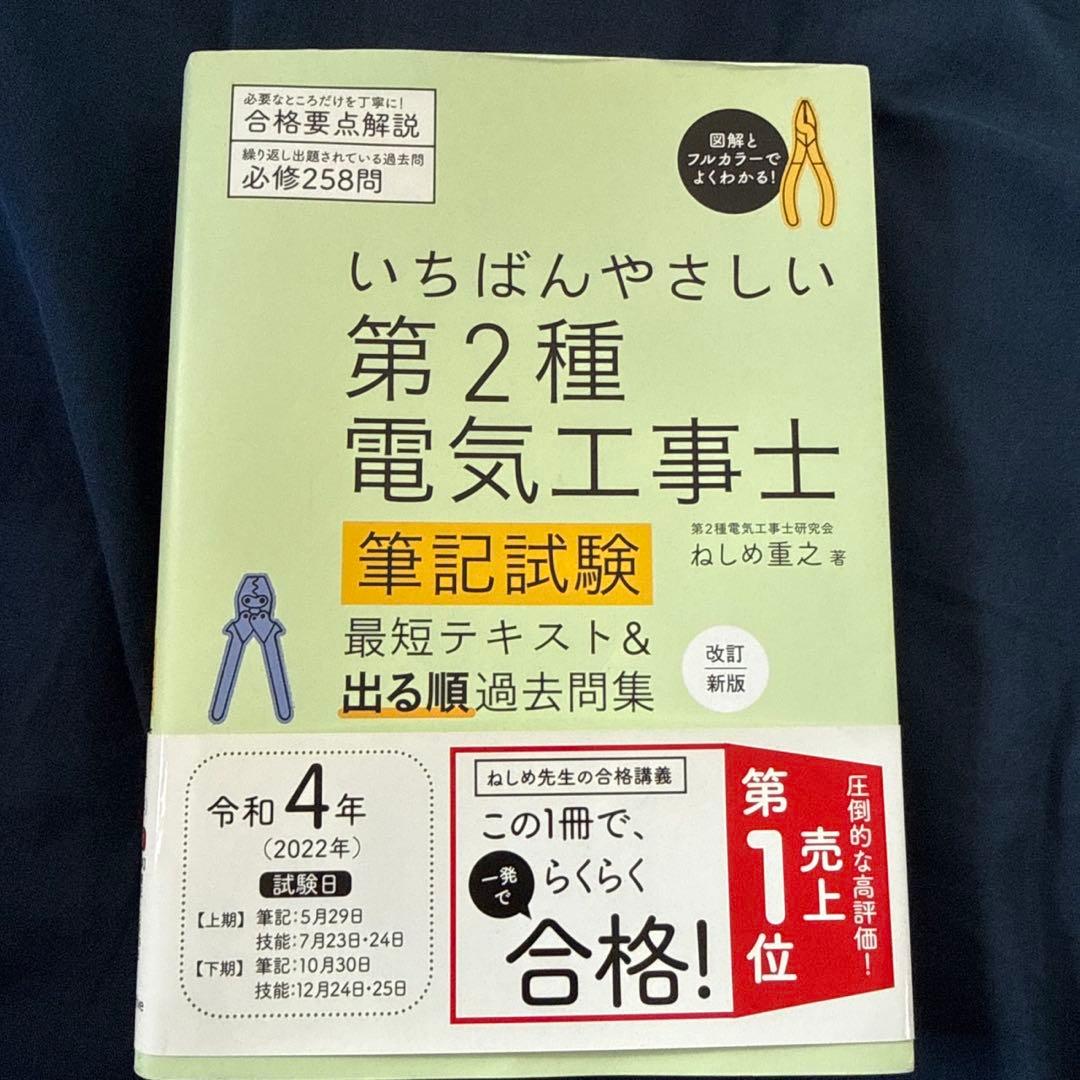 必要なところだけを丁寧に!
合格要点解説
繰り返し出題されている過去問
必修258問
図解と
フルカラーで
よくわかる!
いちばんやさしい
第2種
電気工事士
第2種電気工事士研究会
ねしめ重之 著
筆記試験
最短テキスト&
出る順過去問集
改訂
新版
令和4年
(2022年)
試験日
【上期】 筆記:5月29日
技能:7月23日・24日
【下期】 筆記:10月30日
技能:12月24日・25日
ねしめ先生の合格講義
この1冊で、
一発で
らくらく
合格!
圧倒的な高評価!
売上
第1位